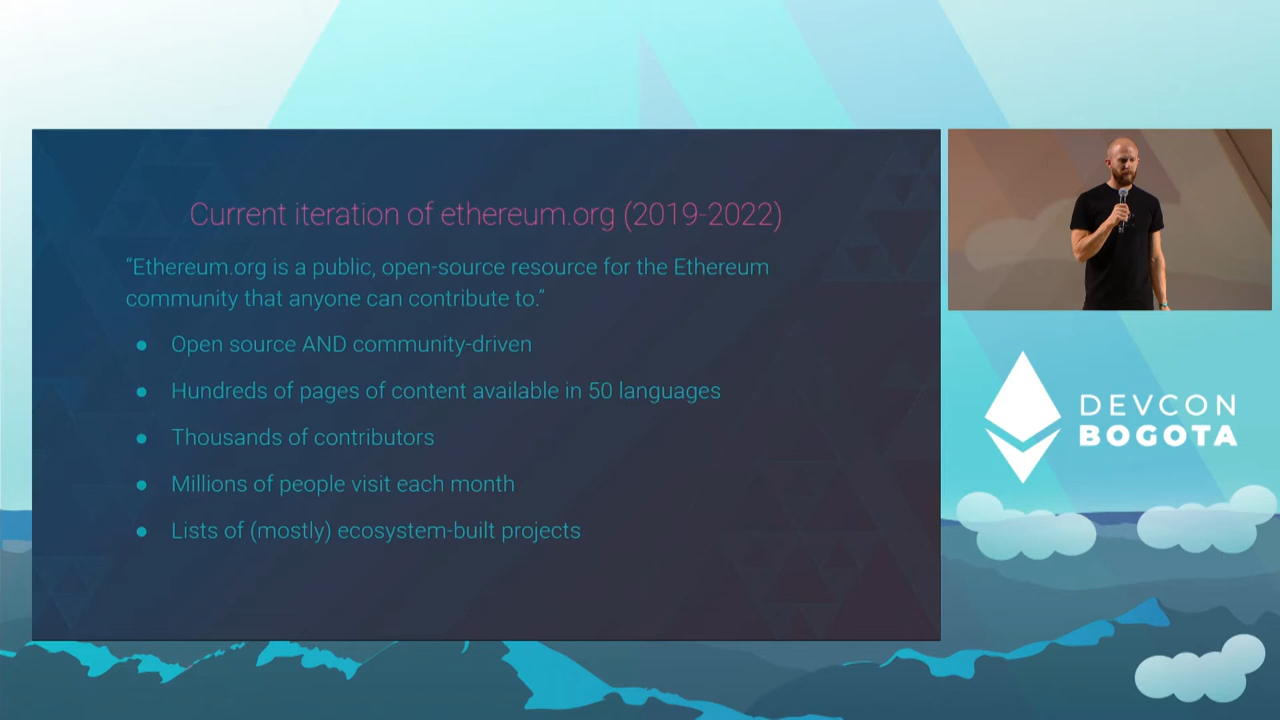 Current iteration of ethereum.org (2019-2022)
“Ethereum.org is a public, open-source resource for the Ethereum
community that anyone can contribute to.”
● Open source AND community-driven
● Hundreds of pages of content available in 50 languages
● Thousands of contributors
● Millions of people visit each month
● Lists of (mostly) ecosystem-built projects
DEVCON
BOGOTA